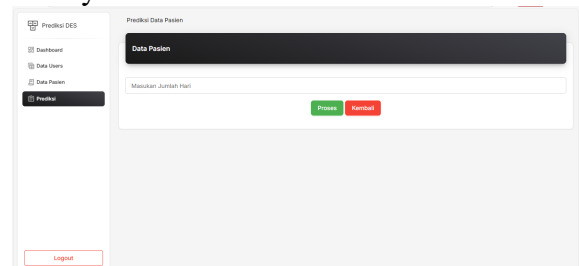 Prediksi DES
Dashboard
Data Users
Data Pasien
Prediksi
Logout
Prediksi Data Pasien
Data Pasien
Masukan Jumlah Hari
Proses
Kembali